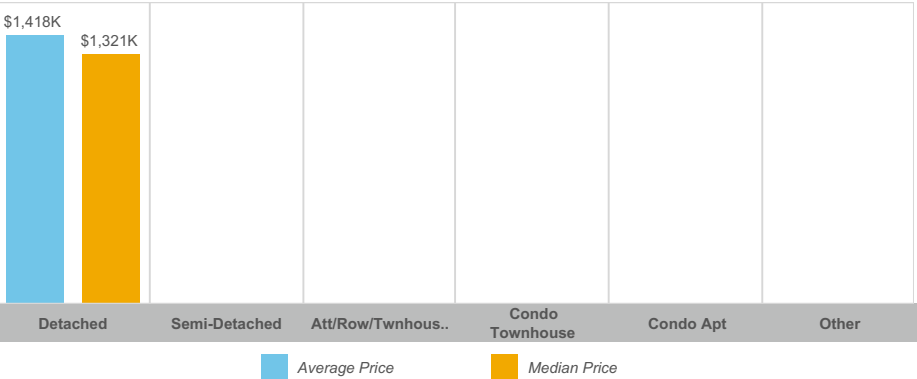 $1,418K
$1,321K
Detached
Semi-Detached
Att/Row/Twnhous..
Condo
Townhouse
Condo Apt
Other
Average Price
Median Price